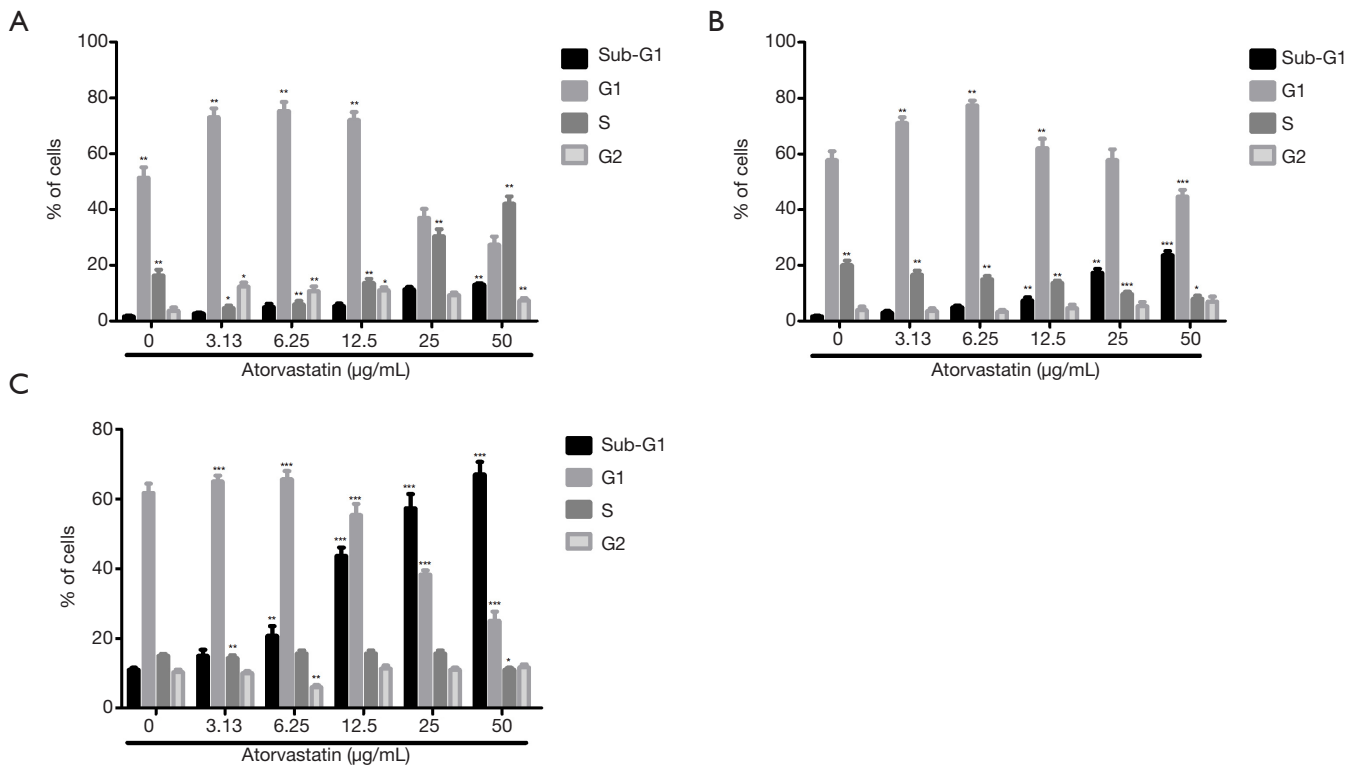 A
100
80
60
40
20
0
% of cells
** ** ** ** ** * * ** ** ** ** * ** ** ** **
Sub-G1
G1
S
G2
0 3.13 6.25 12.5 25 50
Atorvastatin (µg/mL)
B
100
80
60
40
20
0
% of cells
** ** ** ** ** ** ** ** ** ** *** *** *** *
Sub-G1
G1
S
G2
0 3.13 6.25 12.5 25 50
Atorvastatin (µg/mL)
C
80
60
40
20
0
% of cells
*** ** ** *** ** *** *** *** *** *** *** *
Sub-G1
G1
S
G2
0 3.13 6.25 12.5 25 50
Atorvastatin (µg/mL)